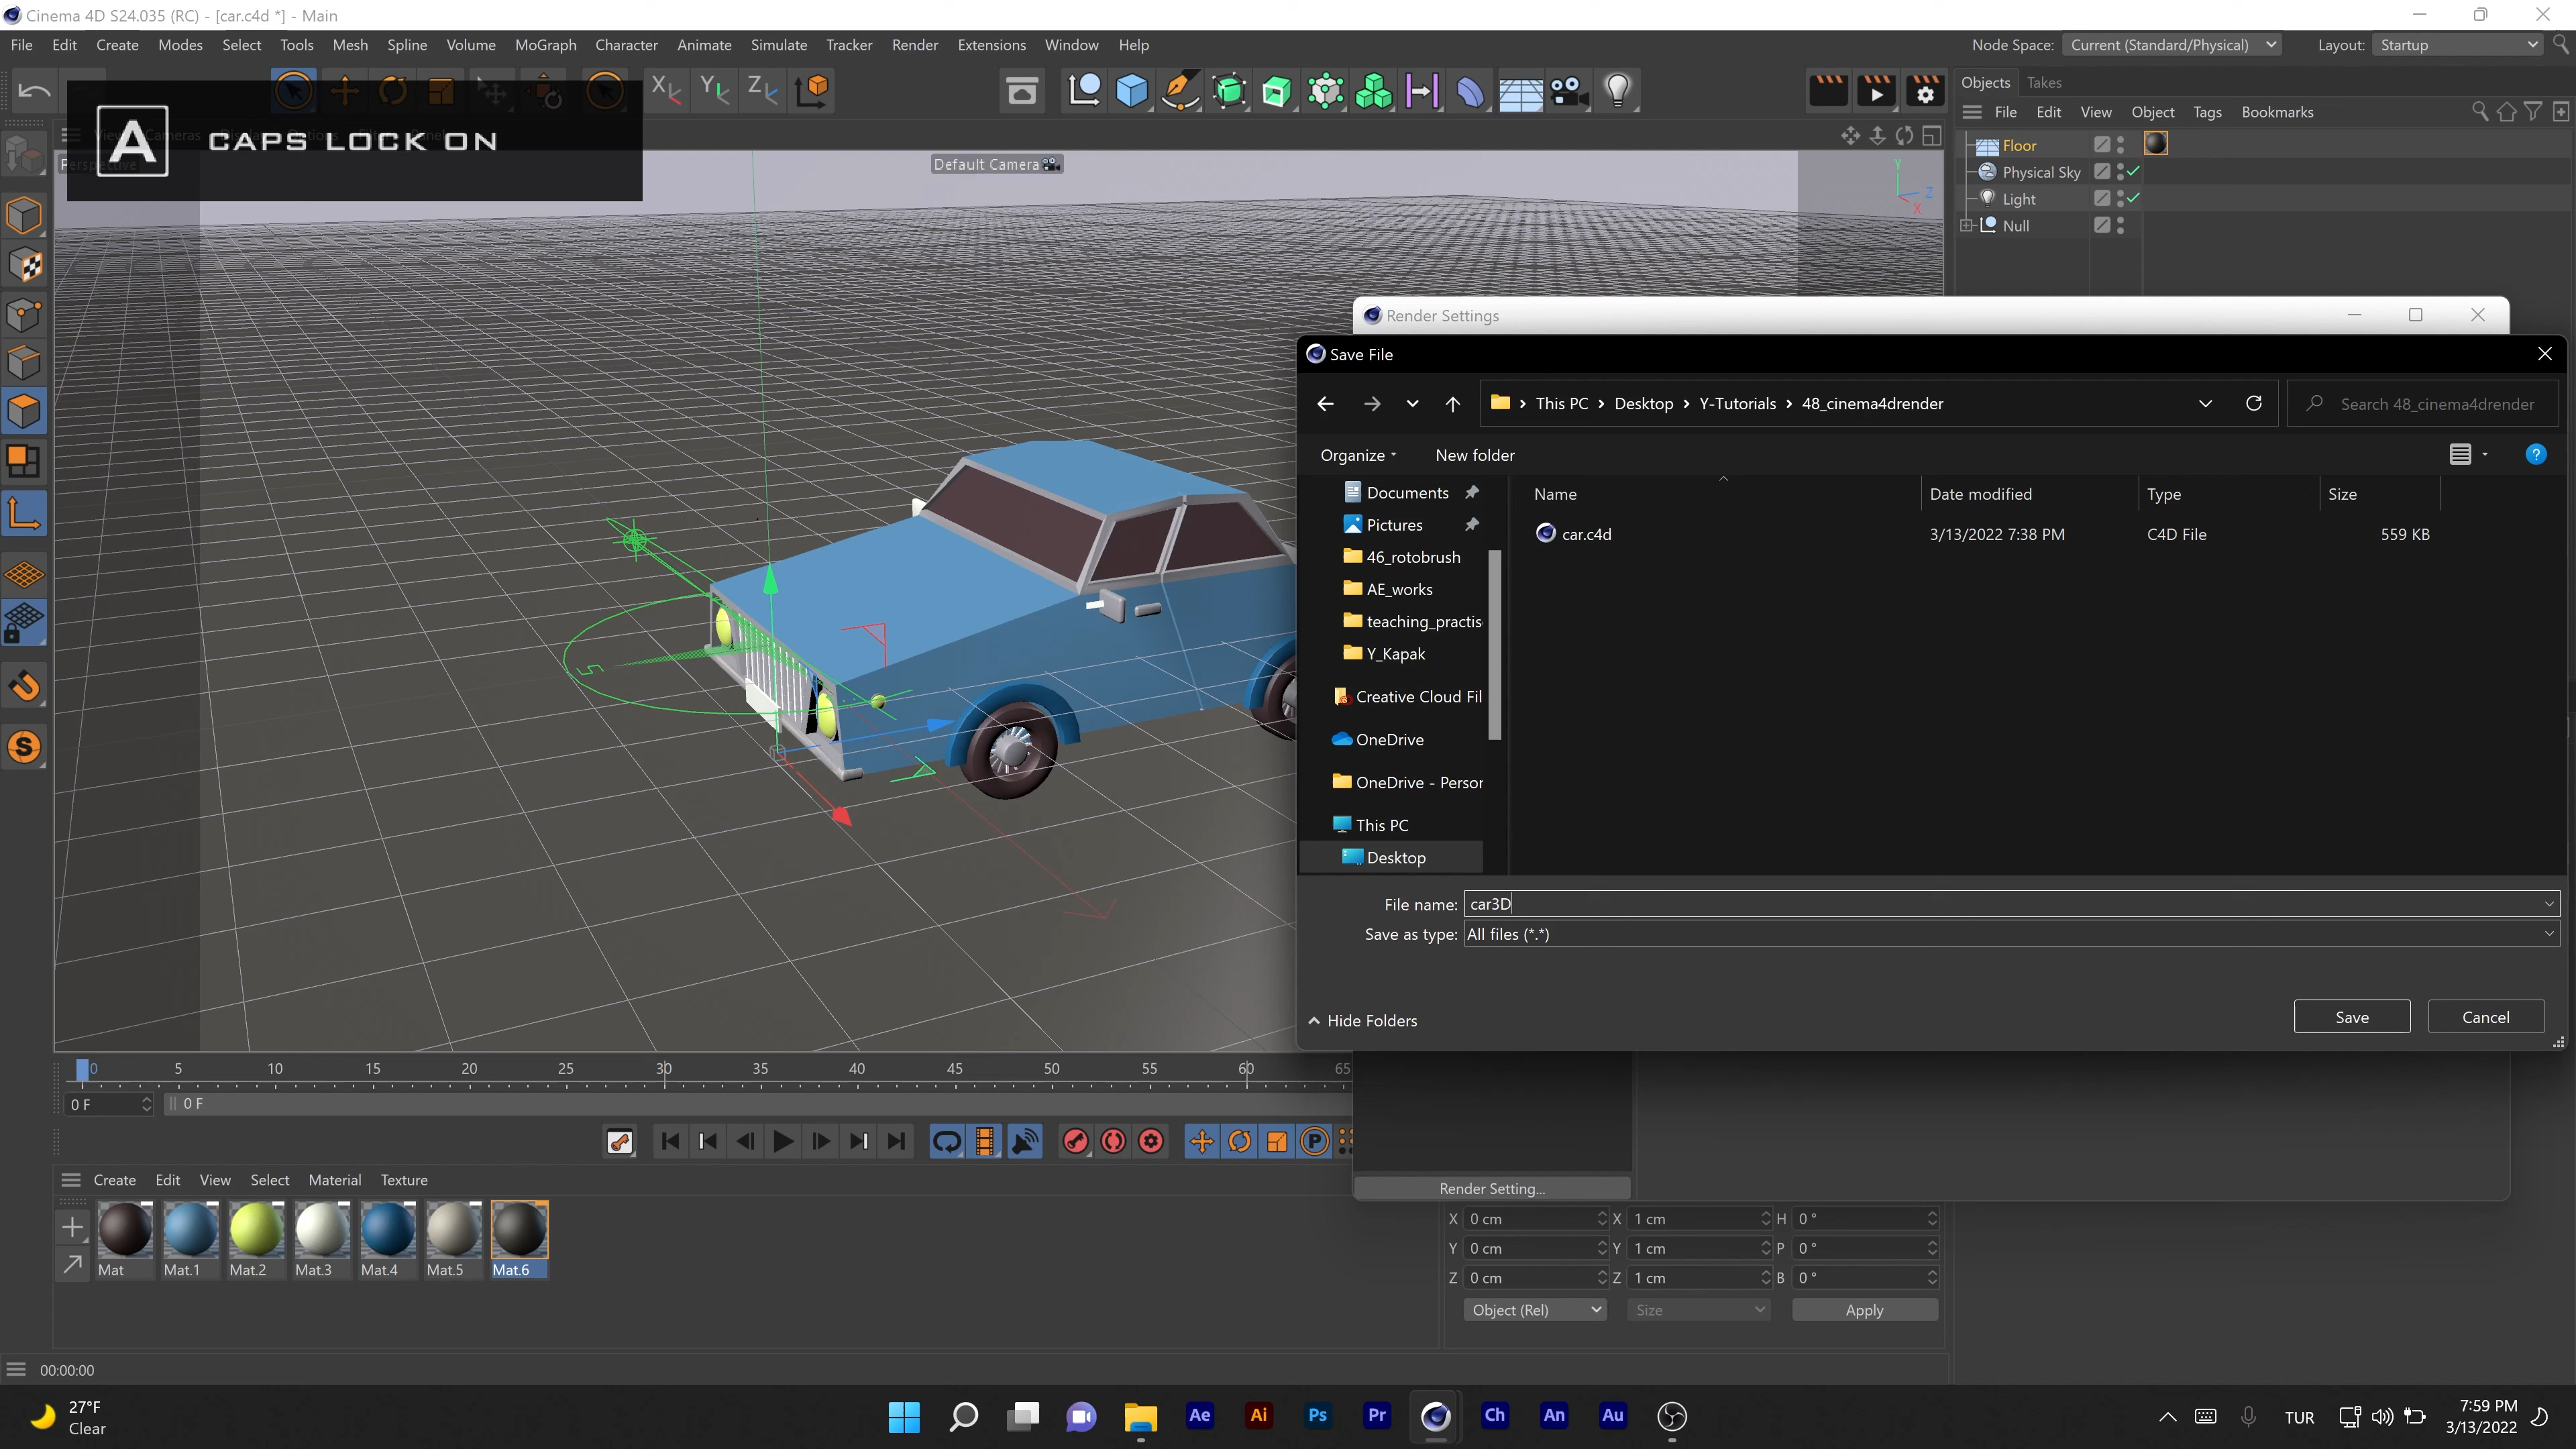 Cinema 4D S24.035 (RC) - [car.c4d *] - Main
File Edit Create Modes Select Tools Mesh Spline Volume MoGraph Character Animate Simulate Tracker Render Extensions Window Help
Node Space: Current (Standard/Physical) Layout: Startup
X Y Z
A CAPS LOCK ON
Default Camera
Y
Z
X
Objects Takes
File Edit View Object Tags Bookmarks
Floor
Physical Sky
Light
Null
Render Settings
Save File
This PC Desktop Y-Tutorials 48_cinema4drender
Search 48_cinema4drender
Organize New folder
Documents
Pictures
46_rotobrush
AE_works
teaching_practis
Y_Kapak
Creative Cloud Fil
OneDrive
OneDrive - Persor
This PC
Desktop
Name Date modified Type Size
car.c4d 3/13/2022 7:38 PM C4D File 559 KB
File name: car3D
Save as type: All files (*.*)
Hide Folders
Save Cancel
0 5 10 15 20 25 30 35 40 45 50 55 60 65
0 F 0 F
P
Create Edit View Select Material Texture
Mat Mat.1 Mat.2 Mat.3 Mat.4 Mat.5 Mat.6
Render Setting...
X 0 cm X 1 cm H 0 °
Y 0 cm Y 1 cm P 0 °
Z 0 cm Z 1 cm B 0 °
Object (Rel) Size Apply
00:00:00
27°F
Clear
Ae Ai Ps Pr Ch An Au
TUR
7:59 PM
3/13/2022